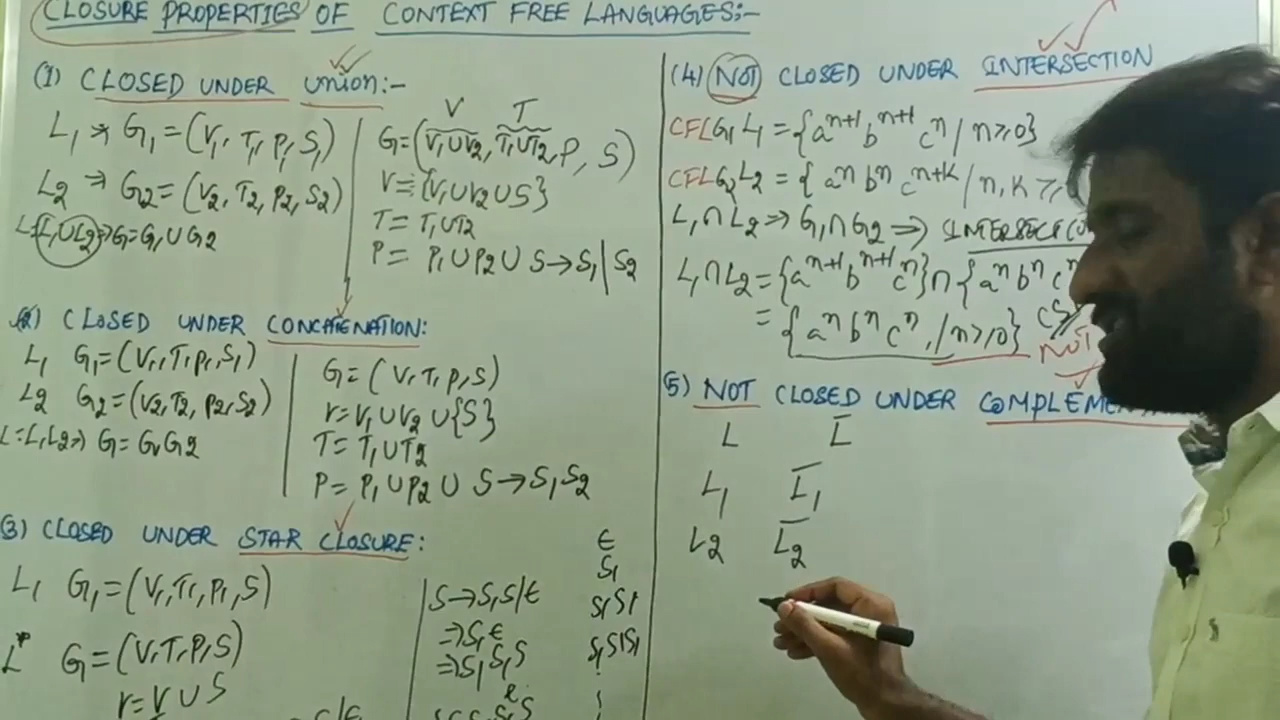 CLOSURE PROPERTIES OF CONTEXT FREE LANGUAGES:-
(1) CLOSED UNDER UNION:-
L1 ⇒ G1 = (V1, T1, P1, S1)
L2 ⇒ G2 = (V2, T2, P2, S2)
L=(L1∪L2) ⇒ G=G1∪G2
V T
G=(V1∪V2, T1∪T2, P, S)
V = {V1∪V2∪S}
T = T1∪T2
P = P1∪P2∪ S→S1|S2
(2) CLOSED UNDER CONCATENATION:
L1 G1=(V1,T1,P1,S1)
L2 G2=(V2,T2,P2,S2)
L=L1L2 ⇒ G=G1G2
G=(V,T,P,S)
V=V1∪V2∪{S}
T=T1∪T2
P= P1∪P2∪ S→S1S2
(3) CLOSED UNDER STAR CLOSURE:
L1 G1=(V1,T1,P1,S)
L* G=(V,T,P,S)
V=V∪S
S→S1S|ϵ
⇒S1ϵ
⇒S1S1S
ϵ
S1
S1S1
S1S1S1
(4) NOT CLOSED UNDER INTERSECTION
CFL G1 L1 = {a^n+1 b^n+1 c^n | n≥0}
CFL G2 L2 = {a^n b^n c^n+k | n,k ≥
L1∩L2 ⇒ G1∩G2 ⇒
L1∩L2 = {a^n+1 b^n+1 c^n} ∩ {a^n b^n c^n
= {a^n b^n c^n, | n≥0} CS
NOT
5) NOT CLOSED UNDER
L L̅
L1 L̅1
L2 L̅2